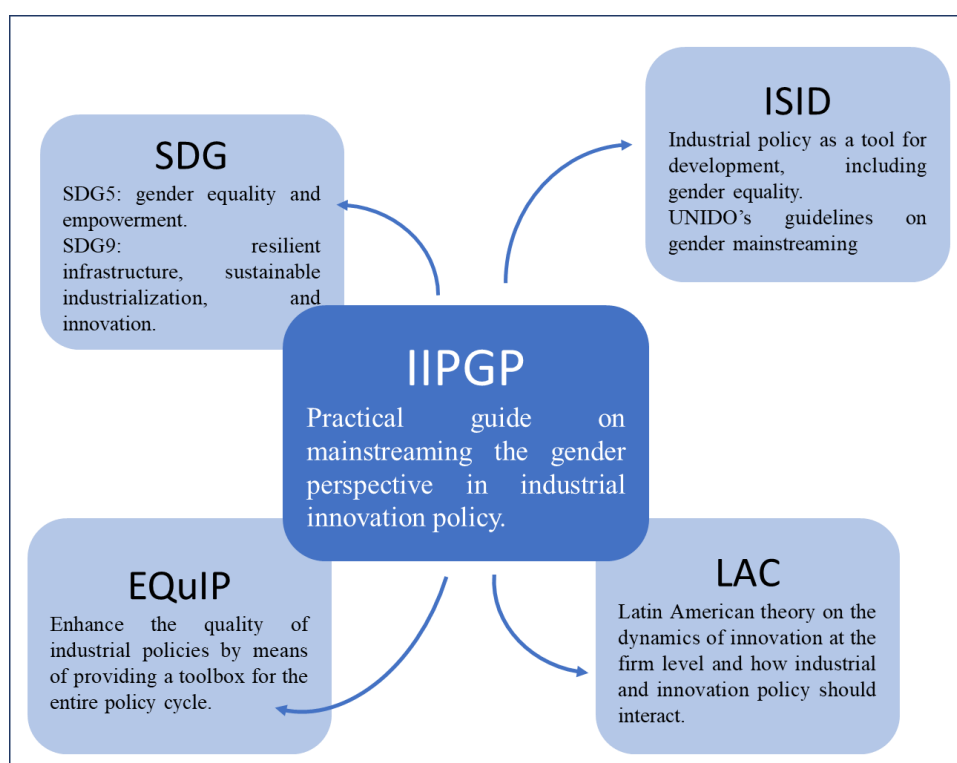 SDG
SDG5: gender equality and
empowerment.
SDG9: resilient
infrastructure, sustainable
industrialization, and
innovation.
ISID
Industrial policy as a tool for
development, including
gender equality.
UNIDO’s guidelines on
gender mainstreaming
IIPGP
Practical guide on
mainstreaming the gender
perspective in industrial
innovation policy.
EQuIP
Enhance the quality of
industrial policies by means
of providing a toolbox for the
entire policy cycle.
LAC
Latin American theory on the
dynamics of innovation at the
firm level and how industrial
and innovation policy should
interact.